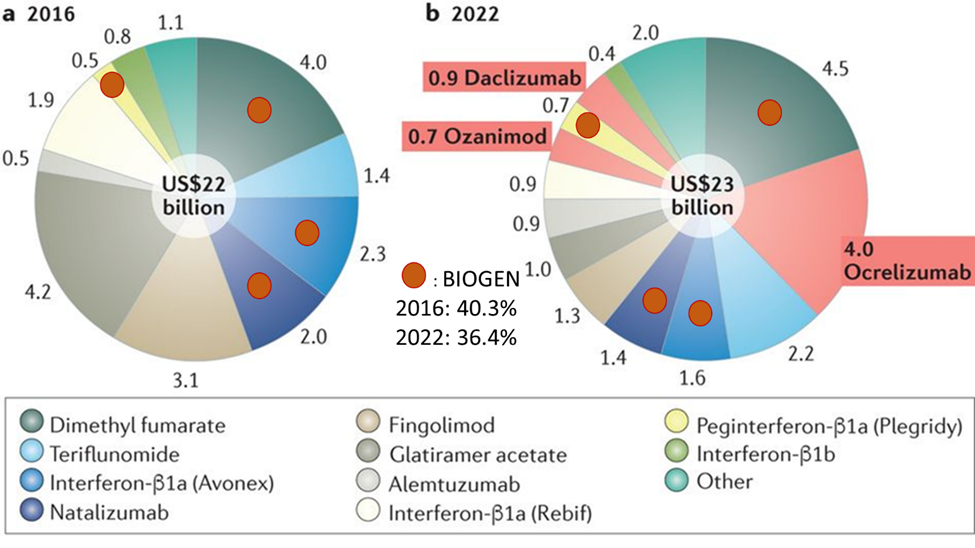 a 2016
1.1
0.8
0.5
1.9
0.5
4.2
3.1
2.0
2.3
1.4
4.0
US$22
billion
b 2022
2.0
0.4
0.9 Daclizumab
0.7
0.7 Ozanimod
0.9
0.9
1.0
1.3
1.4
1.6
2.2
4.0
Ocrelizumab
4.5
US$23
billion
: BIOGEN
2016: 40.3%
2022: 36.4%
Dimethyl fumarate
Teriflunomide
Interferon-β1a (Avonex)
Natalizumab
Fingolimod
Glatiramer acetate
Alemtuzumab
Interferon-β1a (Rebif)
Peginterferon-β1a (Plegridy)
Interferon-β1b
Other